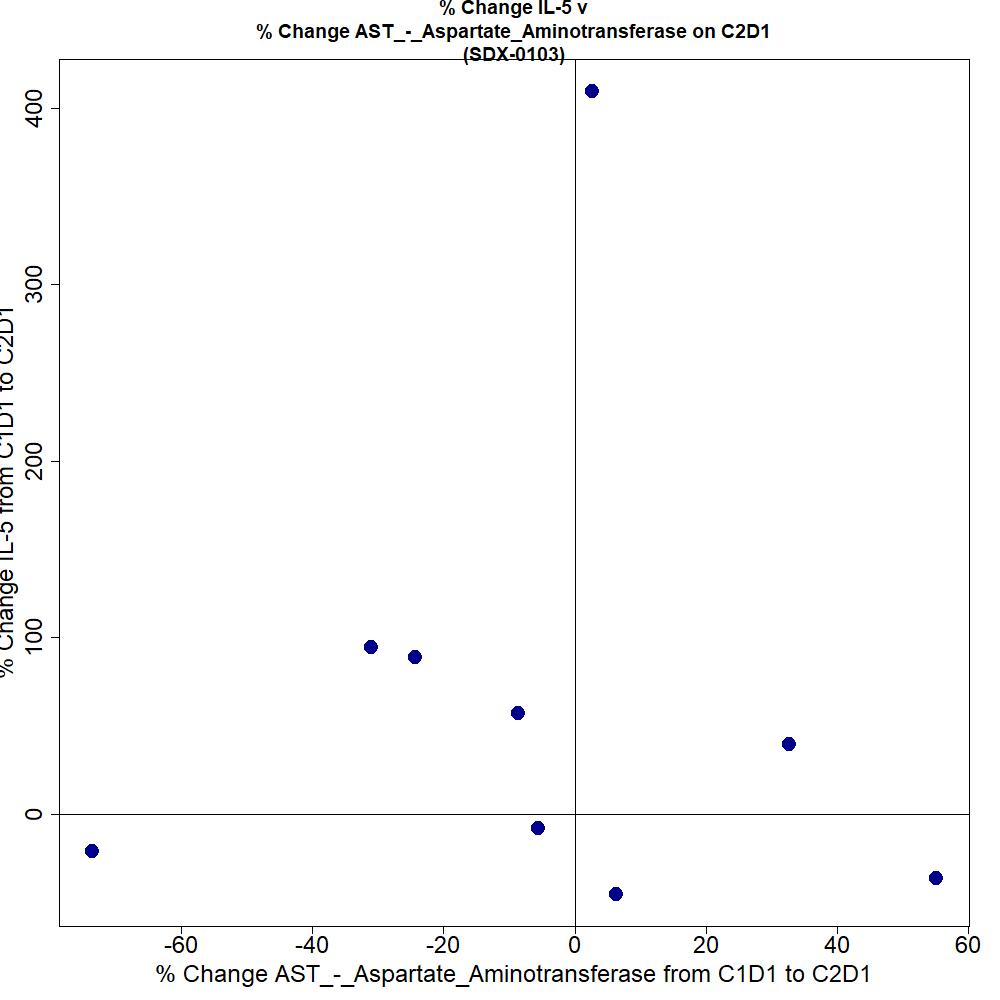 % Change IL-5 v
% Change AST_-_Aspartate_Aminotransferase on C2D1
(SDX-0103)
% Change IL-5 from C1D1 to C2D1
400
300
200
100
0
-60 -40 -20 0 20 40 60
% Change AST_-_Aspartate_Aminotransferase from C1D1 to C2D1